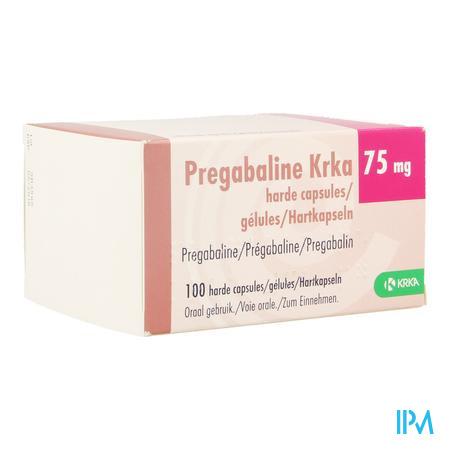 Pregabaline Krka 75 mg
harde capsules/
gélules/Hartkapseln
Pregabaline/Prégabaline/Pregabalin
100 harde capsules/gélules/Hartkapseln
Oraal gebruik./Voie orale./Zum Einnehmen.
KRKA
IPM